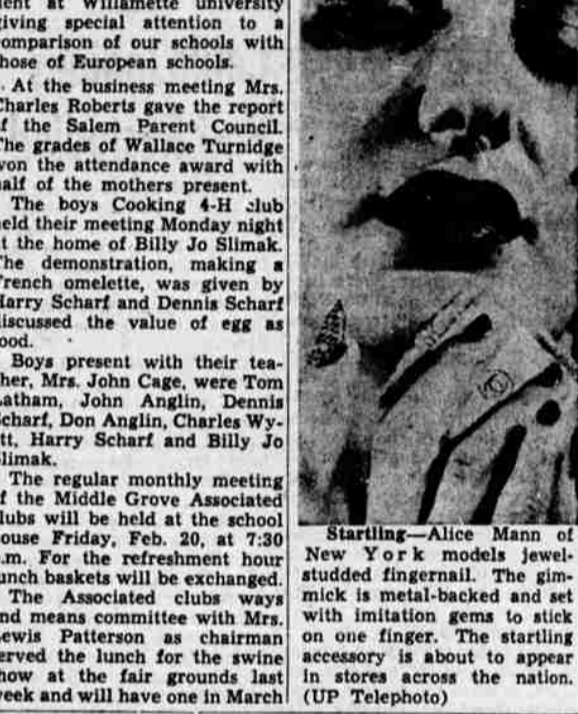 ient at Willamette university
giving special attention to a
omparison of our schools with
hose of European schools.
At the business meeting Mrs.
Charles Roberts gave the report
f the Salem Parent Council.
The grades of Wallace Turnidge
won the attendance award with
half of the mothers present.
The boys Cooking 4-H club
eld their meeting Monday night
t the home of Billy Jo Slimak.
The demonstration, making a
French omelette, was given by
Harry Scharf and Dennis Scharf
discussed the value of egg as
ood.
Boys present with their tea-
her, Mrs. John Cage, were Tom
Latham, John Anglin, Dennis
Scharf, Don Anglin, Charles Wy-
tt, Harry Scharf and Billy Jo
Slimak.
The regular monthly meeting
f the Middle Grove Associated
lubs will be held at the school
ouse Friday, Feb. 20, at 7:30
.m. For the refreshment hour
unch baskets will be exchanged.
The Associated clubs ways
nd means committee with Mrs.
Lewis Patterson as chairman
erved the lunch for the swine
how at the fair grounds last
week and will have one in March
Startling—Alice Mann of
New York models jewel-
studded fingernail. The gim-
mick is metal-backed and set
with imitation gems to stick
on one finger. The startling
accessory is about to appear
in stores across the nation.
(UP Telephoto)